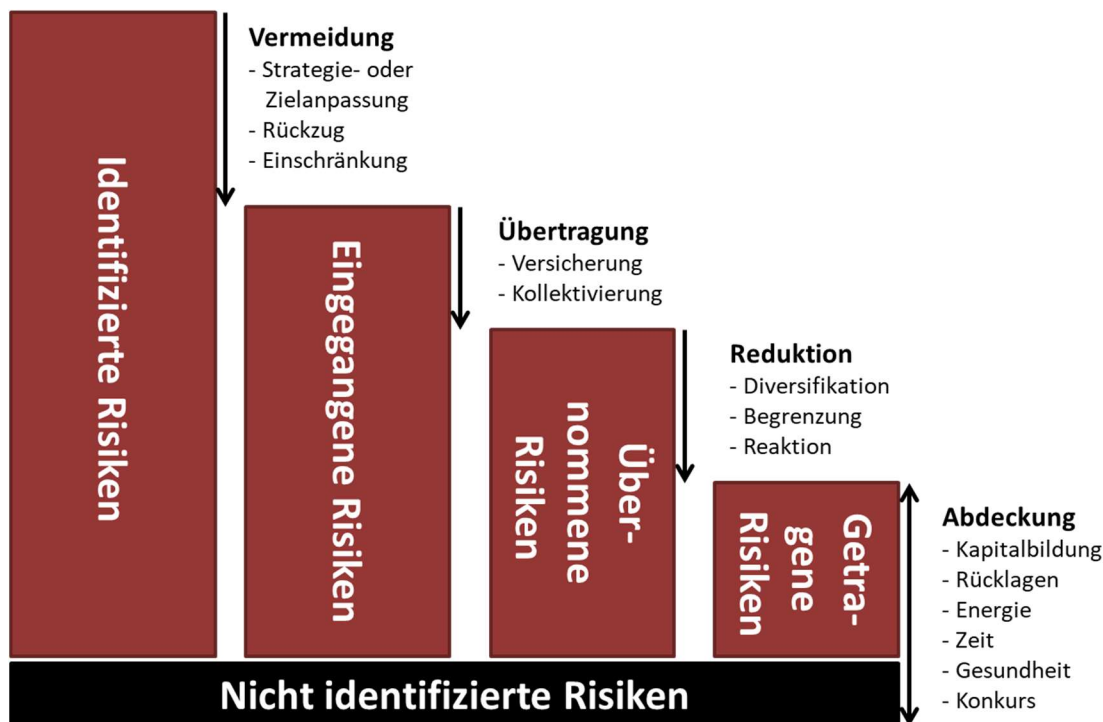 Identifizierte Risiken
Vermeidung
- Strategie- oder
Zielanpassung
- Rückzug
- Einschränkung
Eingegangene Risiken
Übertragung
- Versicherung
- Kollektivierung
Über-
nommene
Risiken
Reduktion
- Diversifikation
- Begrenzung
- Reaktion
Getra-
gene
Risiken
Abdeckung
- Kapitalbildung
- Rücklagen
- Energie
- Zeit
- Gesundheit
- Konkurs
Nicht identifizierte Risiken